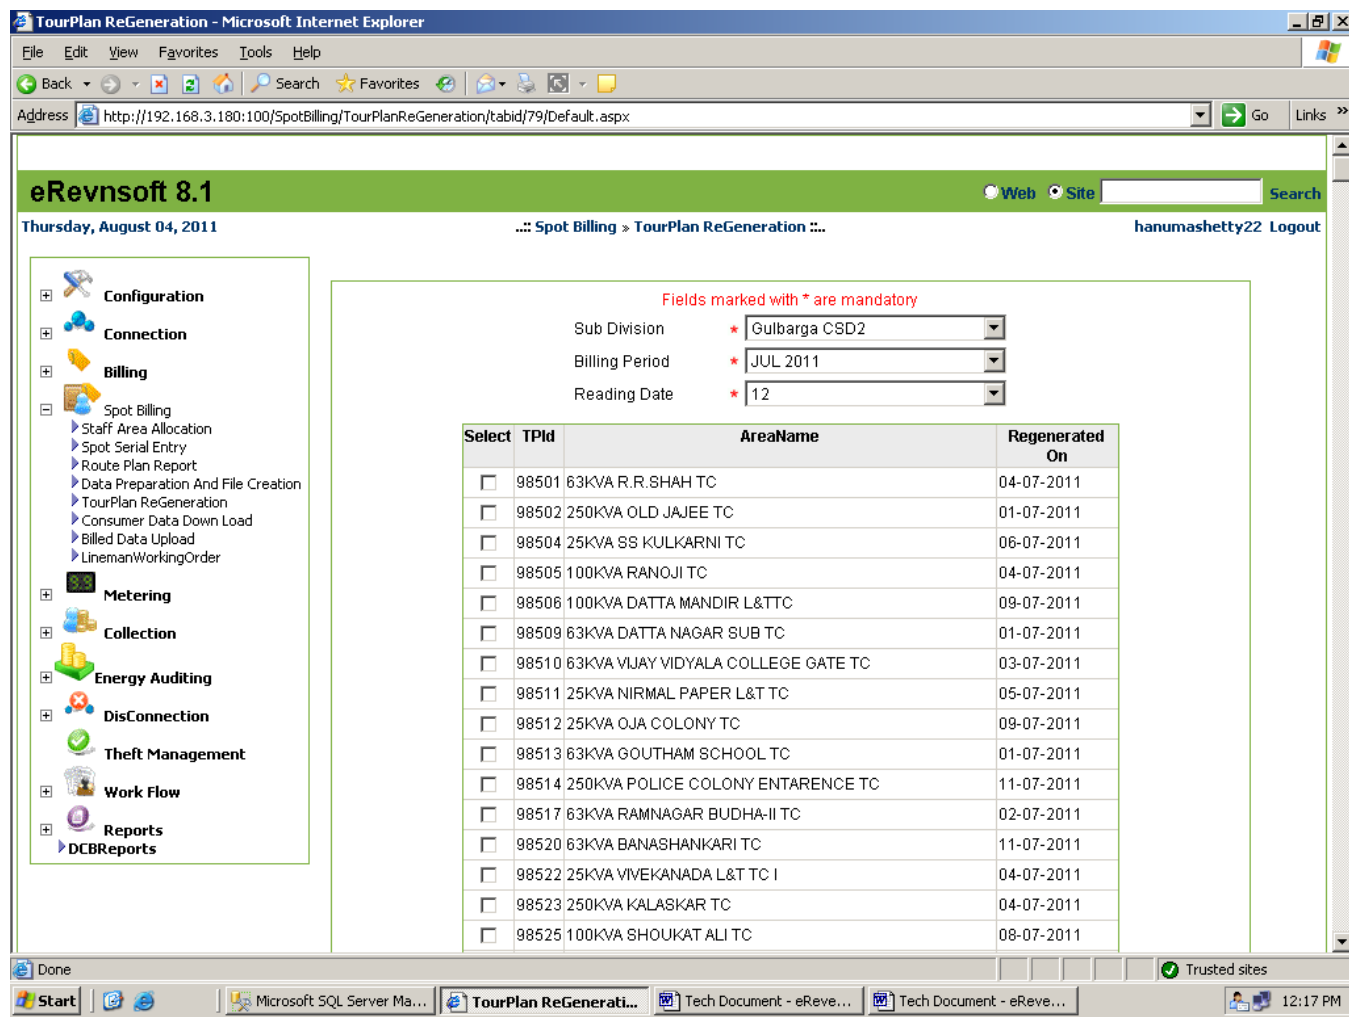 TourPlan ReGeneration - Microsoft Internet Explorer
File Edit View Favorites Tools Help
Back Search Favorites
Address http://192.168.3.180:100/SpotBilling/TourPlanReGeneration/tabid/79/Default.aspx Go Links »
eRevnsoft 8.1 Web Site Search
Thursday, August 04, 2011 ..:: Spot Billing » TourPlan ReGeneration ::.. hanumashetty22 Logout
Configuration
Connection
Billing
Spot Billing
Staff Area Allocation
Spot Serial Entry
Route Plan Report
Data Preparation And File Creation
TourPlan ReGeneration
Consumer Data Down Load
Billed Data Upload
LinemanWorkingOrder
Metering
Collection
Energy Auditing
DisConnection
Theft Management
Work Flow
Reports
DCBReports
Fields marked with * are mandatory
Sub Division * Gulbarga CSD2
Billing Period * JUL 2011
Reading Date * 12
Select TPId AreaName Regenerated On
98501 63KVA R.R.SHAH TC 04-07-2011
98502 250KVA OLD JAJEE TC 01-07-2011
98504 25KVA SS KULKARNI TC 06-07-2011
98505 100KVA RANOJI TC 04-07-2011
98506 100KVA DATTA MANDIR L&TTC 09-07-2011
98509 63KVA DATTA NAGAR SUB TC 01-07-2011
98510 63KVA VIJAY VIDYALA COLLEGE GATE TC 03-07-2011
98511 25KVA NIRMAL PAPER L&T TC 05-07-2011
98512 25KVA OJA COLONY TC 09-07-2011
98513 63KVA GOUTHAM SCHOOL TC 01-07-2011
98514 250KVA POLICE COLONY ENTARENCE TC 11-07-2011
98517 63KVA RAMNAGAR BUDHA-II TC 02-07-2011
98520 63KVA BANASHANKARI TC 11-07-2011
98522 25KVA VIVEKANADA L&T TC I 04-07-2011
98523 250KVA KALASKAR TC 04-07-2011
98525 100KVA SHOUKAT ALI TC 08-07-2011
Done Trusted sites
Start Microsoft SQL Server Ma... TourPlan ReGenerati... Tech Document - eReve... Tech Document - eReve... 12:17 PM